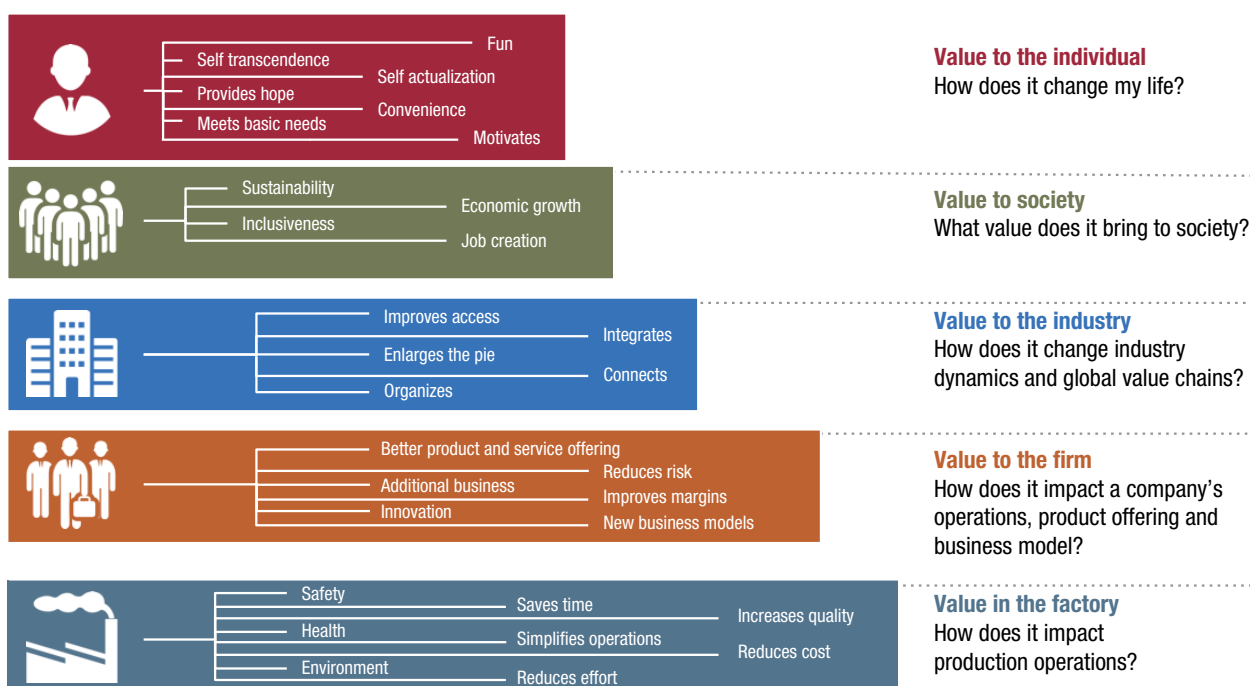 Fun
Self transcendence
Self actualization
Provides hope
Convenience
Meets basic needs
Motivates
Value to the individual
How does it change my life?
Sustainability
Economic growth
Inclusiveness
Job creation
Value to society
What value does it bring to society?
Improves access
Integrates
Enlarges the pie
Connects
Organizes
Value to the industry
How does it change industry
dynamics and global value chains?
Better product and service offering
Reduces risk
Additional business
Improves margins
Innovation
New business models
Value to the firm
How does it impact a company’s
operations, product offering and
business model?
Safety
Saves time
Increases quality
Health
Simplifies operations
Reduces cost
Environment
Reduces effort
Value in the factory
How does it impact
production operations?